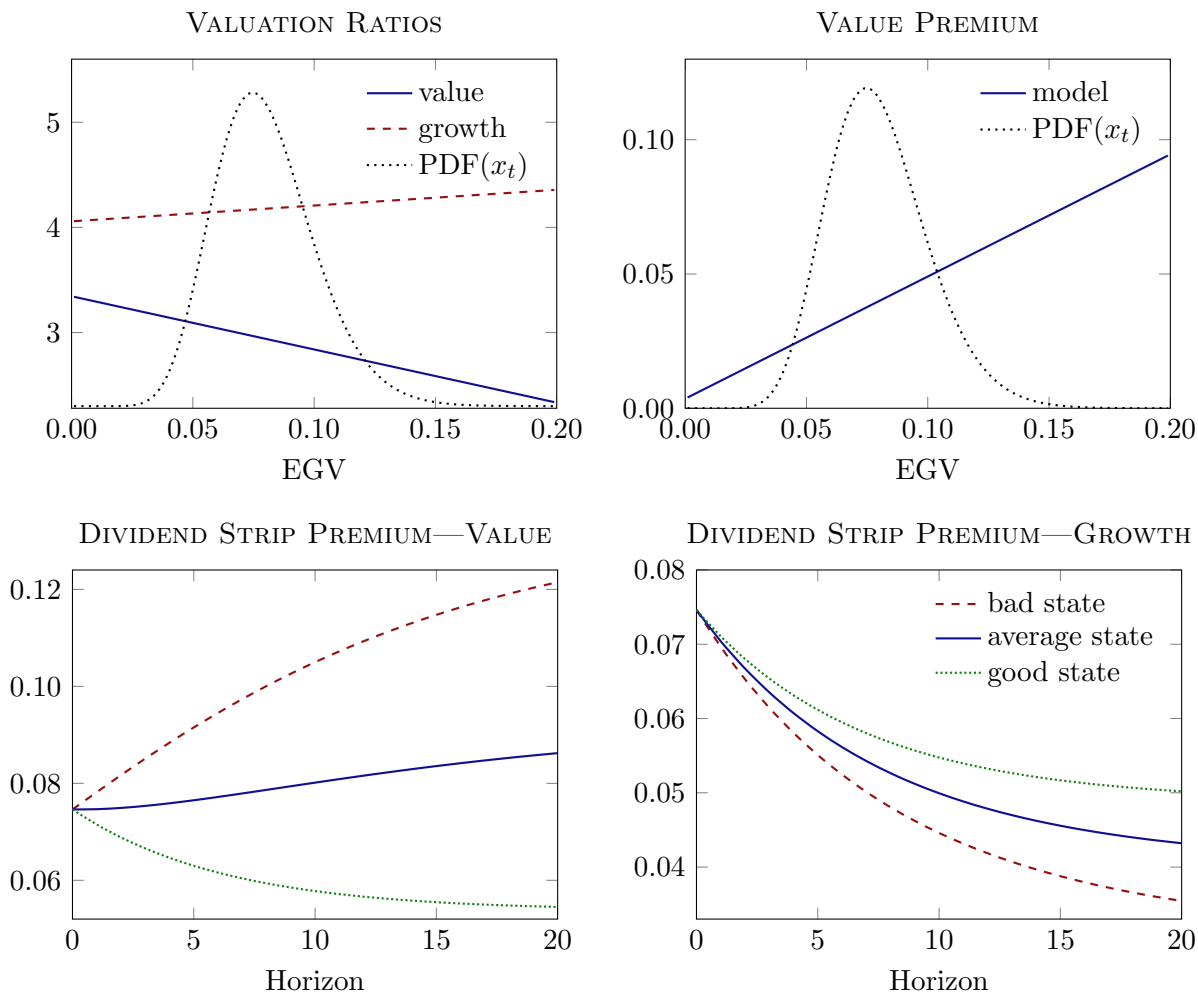 VALUATION RATIOS
value
growth
PDF(xₜ)
5
4
3
0.00 0.05 0.10 0.15 0.20
EGV
VALUE PREMIUM
model
PDF(xₜ)
0.10
0.05
0.00
0.00 0.05 0.10 0.15 0.20
EGV
DIVIDEND STRIP PREMIUM—VALUE
0.12
0.10
0.08
0.06
0 5 10 15 20
Horizon
DIVIDEND STRIP PREMIUM—GROWTH
0.08
bad state
average state
good state
0.07
0.06
0.05
0.04
0 5 10 15 20
Horizon